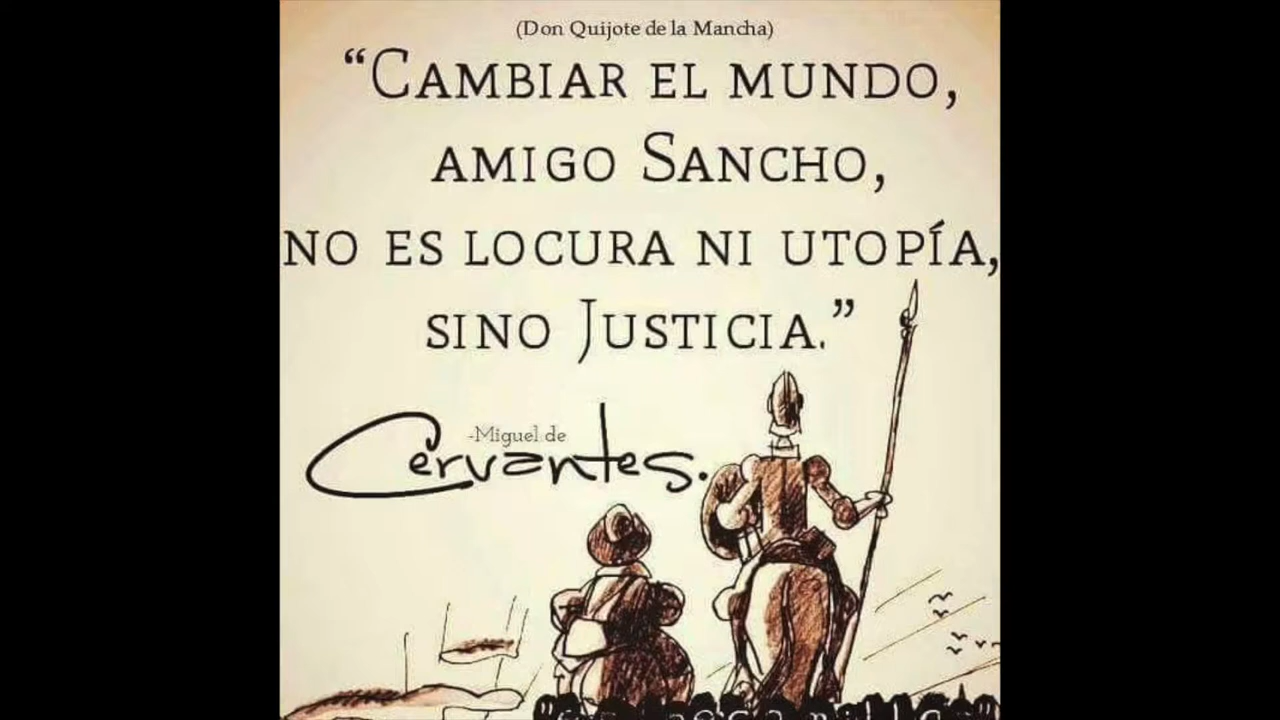 (Don Quijote de la Mancha)
“CAMBIAR EL MUNDO,
AMIGO SANCHO,
NO ES LOCURA NI UTOPÍA,
SINO JUSTICIA.”
-Miguel de
Cervantes.